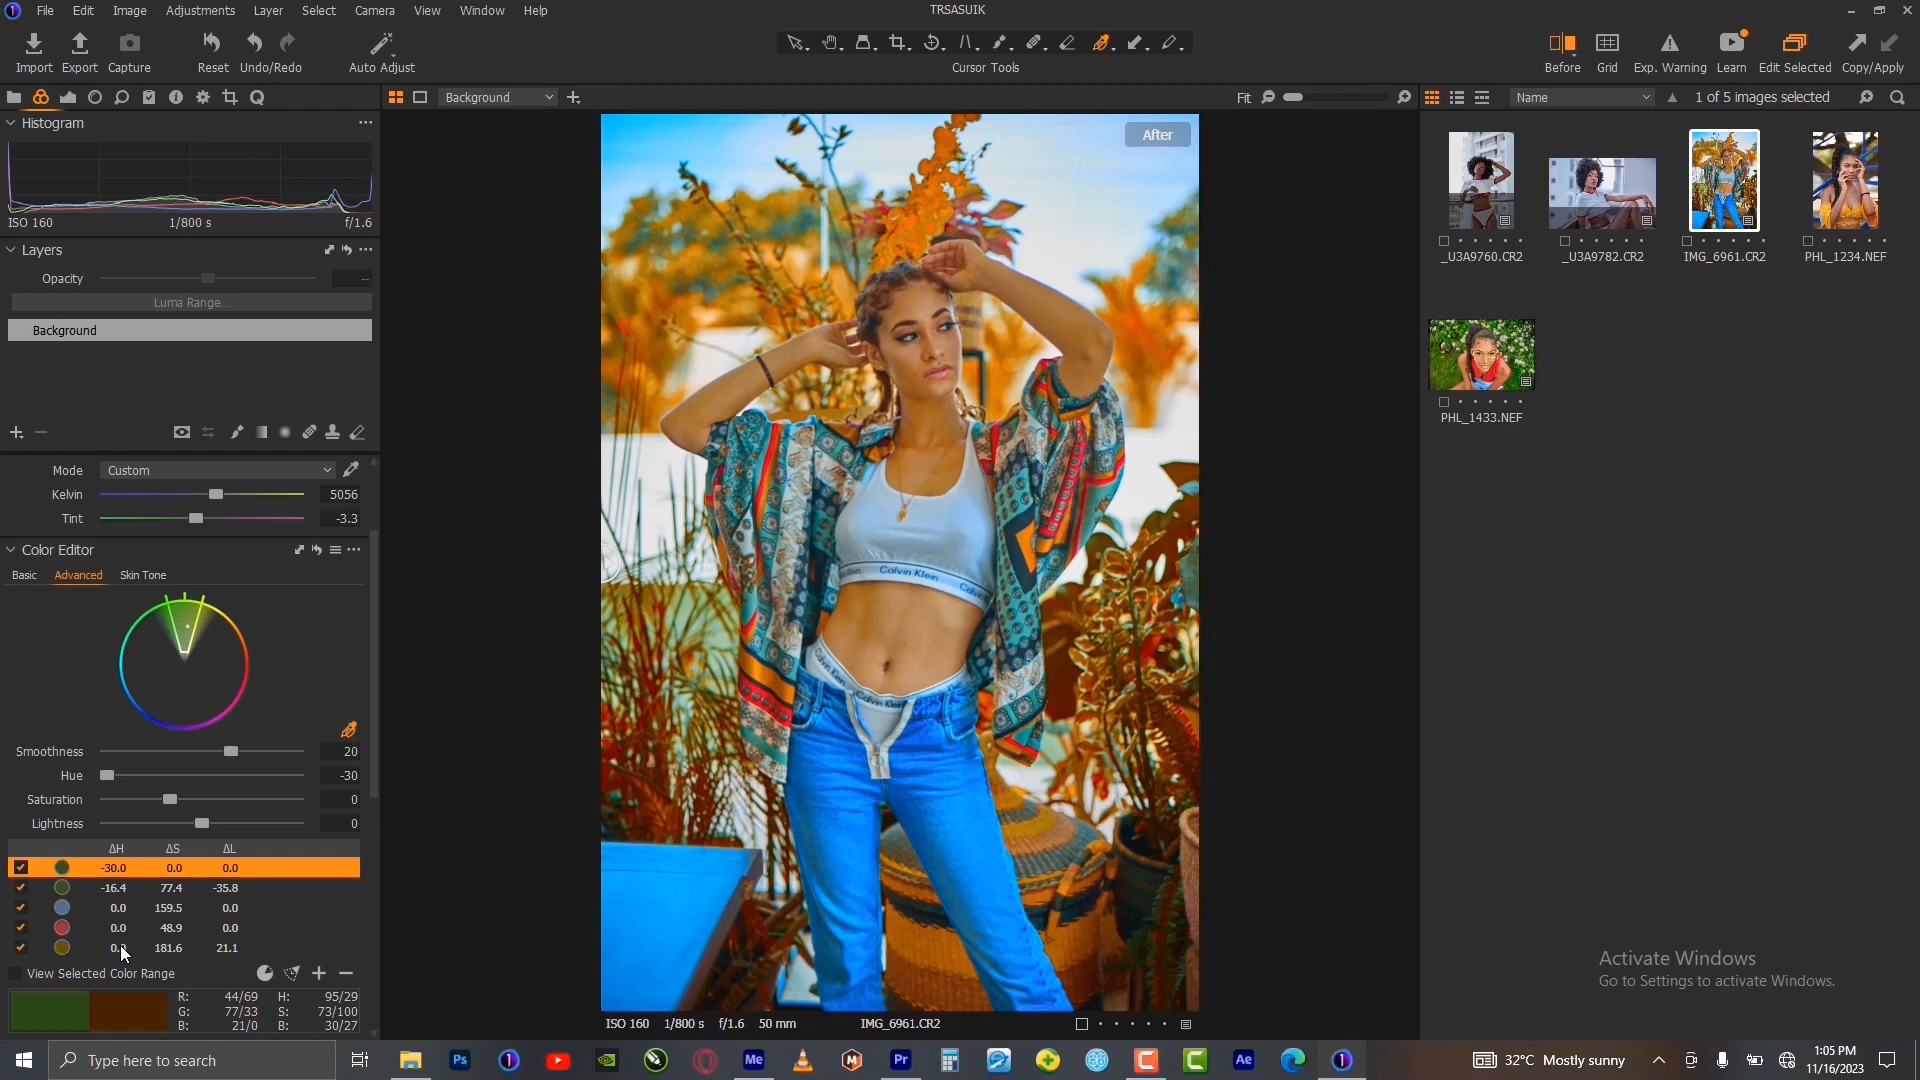 File Edit Image Adjustments Layer Select Camera View Window Help
TRSASUIK
Import Export Capture Reset Undo/Redo Auto Adjust
Cursor Tools
Before Grid Exp. Warning Learn Edit Selected Copy/Apply
Background
Fit
Name
1 of 5 images selected
Histogram
ISO 160 1/800 s f/1.6
Layers
Opacity --
Luma Range...
Background
Mode Custom
Kelvin 5056
Tint -3.3
Color Editor
Basic Advanced Skin Tone
Smoothness 20
Hue -30
Saturation 0
Lightness 0
ΔH ΔS ΔL
-30.0 0.0 0.0
-16.4 77.4 -35.8
0.0 159.5 0.0
0.0 48.9 0.0
181.6 21.1
View Selected Color Range
R: 44/69 H: 95/29
G: 77/33 S: 73/100
B: 21/0 B: 30/27
After
Calvin Klein
Calvin Klein
ISO 160 1/800 s f/1.6 50 mm IMG_6961.CR2
_U3A9760.CR2
_U3A9782.CR2
IMG_6961.CR2
PHL_1234.NEF
PHL_1433.NEF
Activate Windows
Go to Settings to activate Windows.
Type here to search
Ps
Me
Pr
Ae
32°C Mostly sunny
1:05 PM
11/16/2023